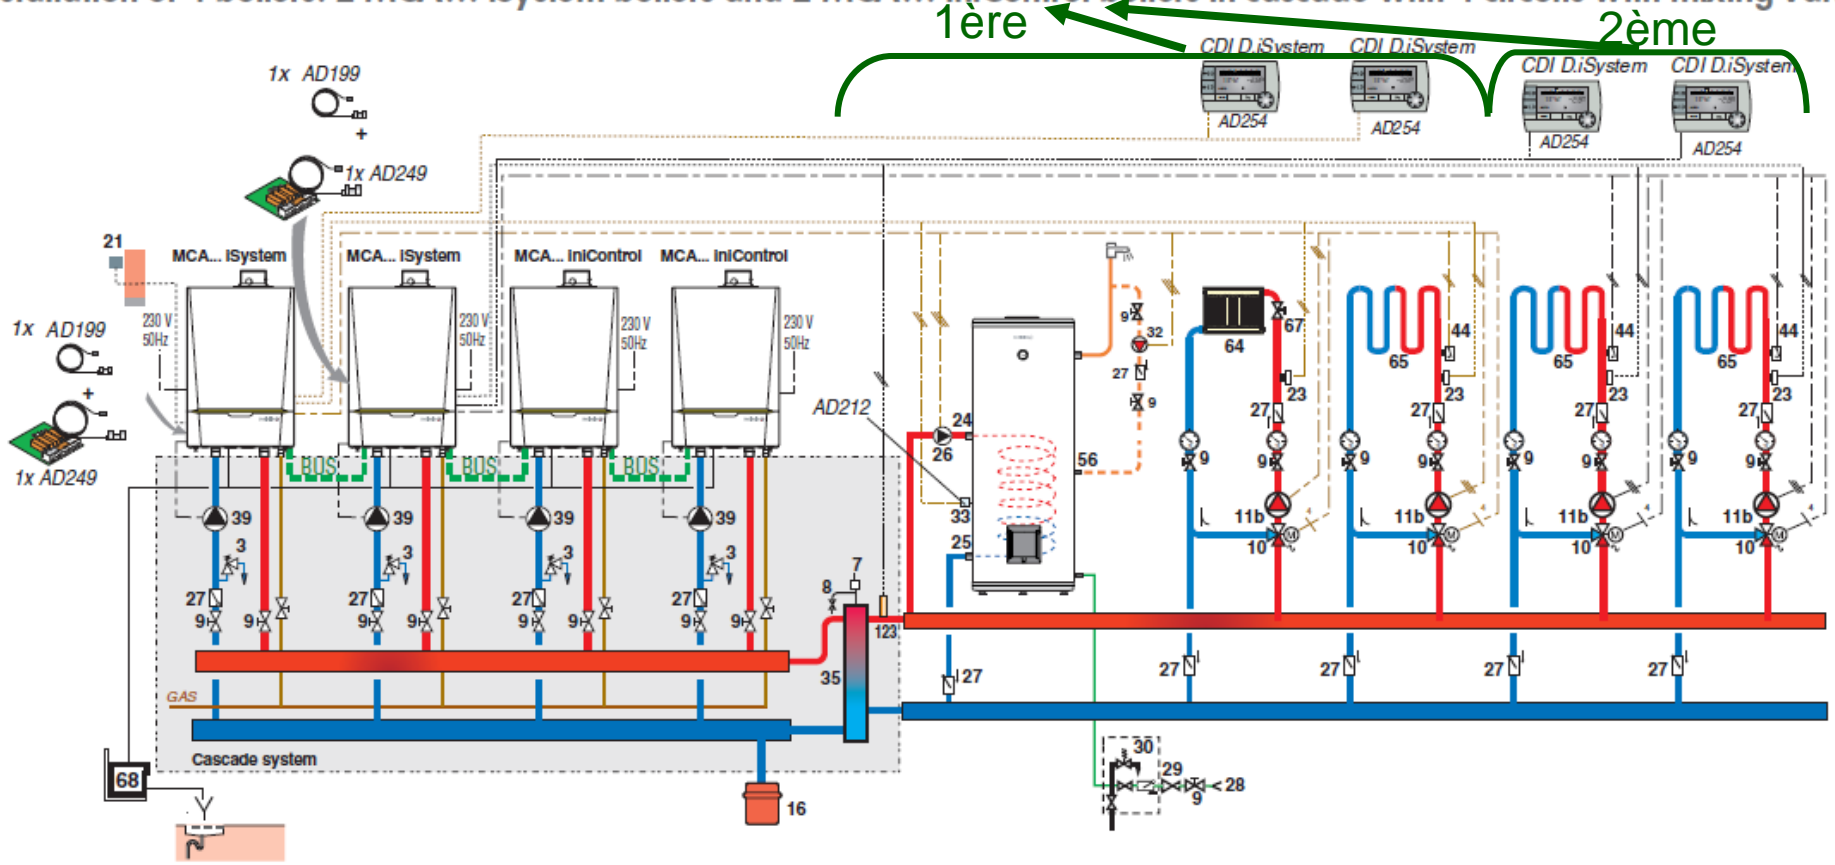 1ère
2ème
CDI D.iSystem
CDI D.iSystem
CDI D.iSystem
CDI D.iSystem
AD254
AD254
AD254
AD254
1x AD199
+
1x AD249
21
MCA... iSystem
MCA... iSystem
MCA... iniControl
MCA... iniControl
230 V
50Hz
230 V
50Hz
230 V
50Hz
230 V
50Hz
1x AD199
+
1x AD249
BUS
BUS
BUS
39
39
39
39
3
3
3
3
27
27
27
27
9
9
9
9
9
9
9
9
GAS
Cascade system
68
16
7
8
35
123
AD212
24
26
33
25
56
9
32
27
9
64
67
65
65
65
44
44
44
23
23
23
23
27
27
27
27
9
9
9
9
9
9
9
9
11b
11b
11b
11b
4
4
4
4
M
M
M
M
10
10
10
10
27
27
27
27
27
30
29
9
<28